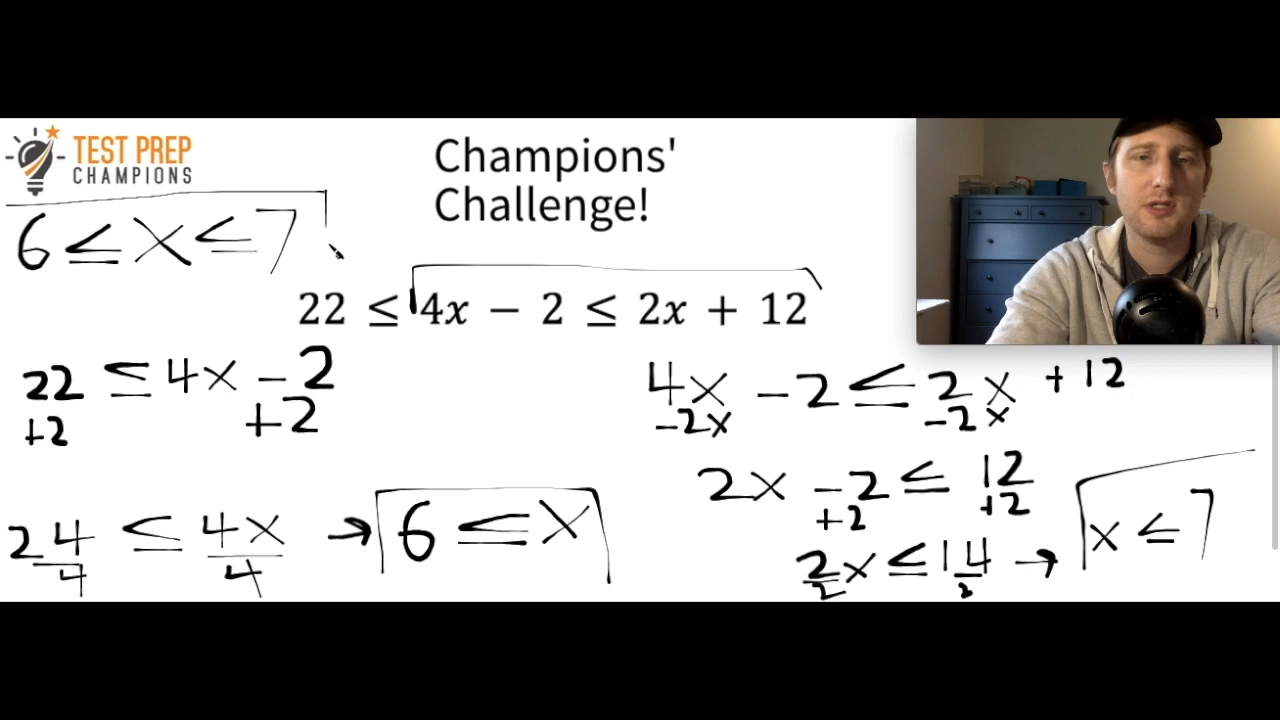 TEST PREP
CHAMPIONS
Champions'
Challenge!
6 ≤ x ≤ 7
22 ≤ 4x − 2 ≤ 2x + 12
22 ≤ 4x − 2
+2 +2
24/4 ≤ 4x/4 → 6 ≤ x
4x − 2 ≤ 2x + 12
−2x −2x
2x − 2 ≤ 12
+2 +2
2/2x ≤ 14/2 → x ≤ 7